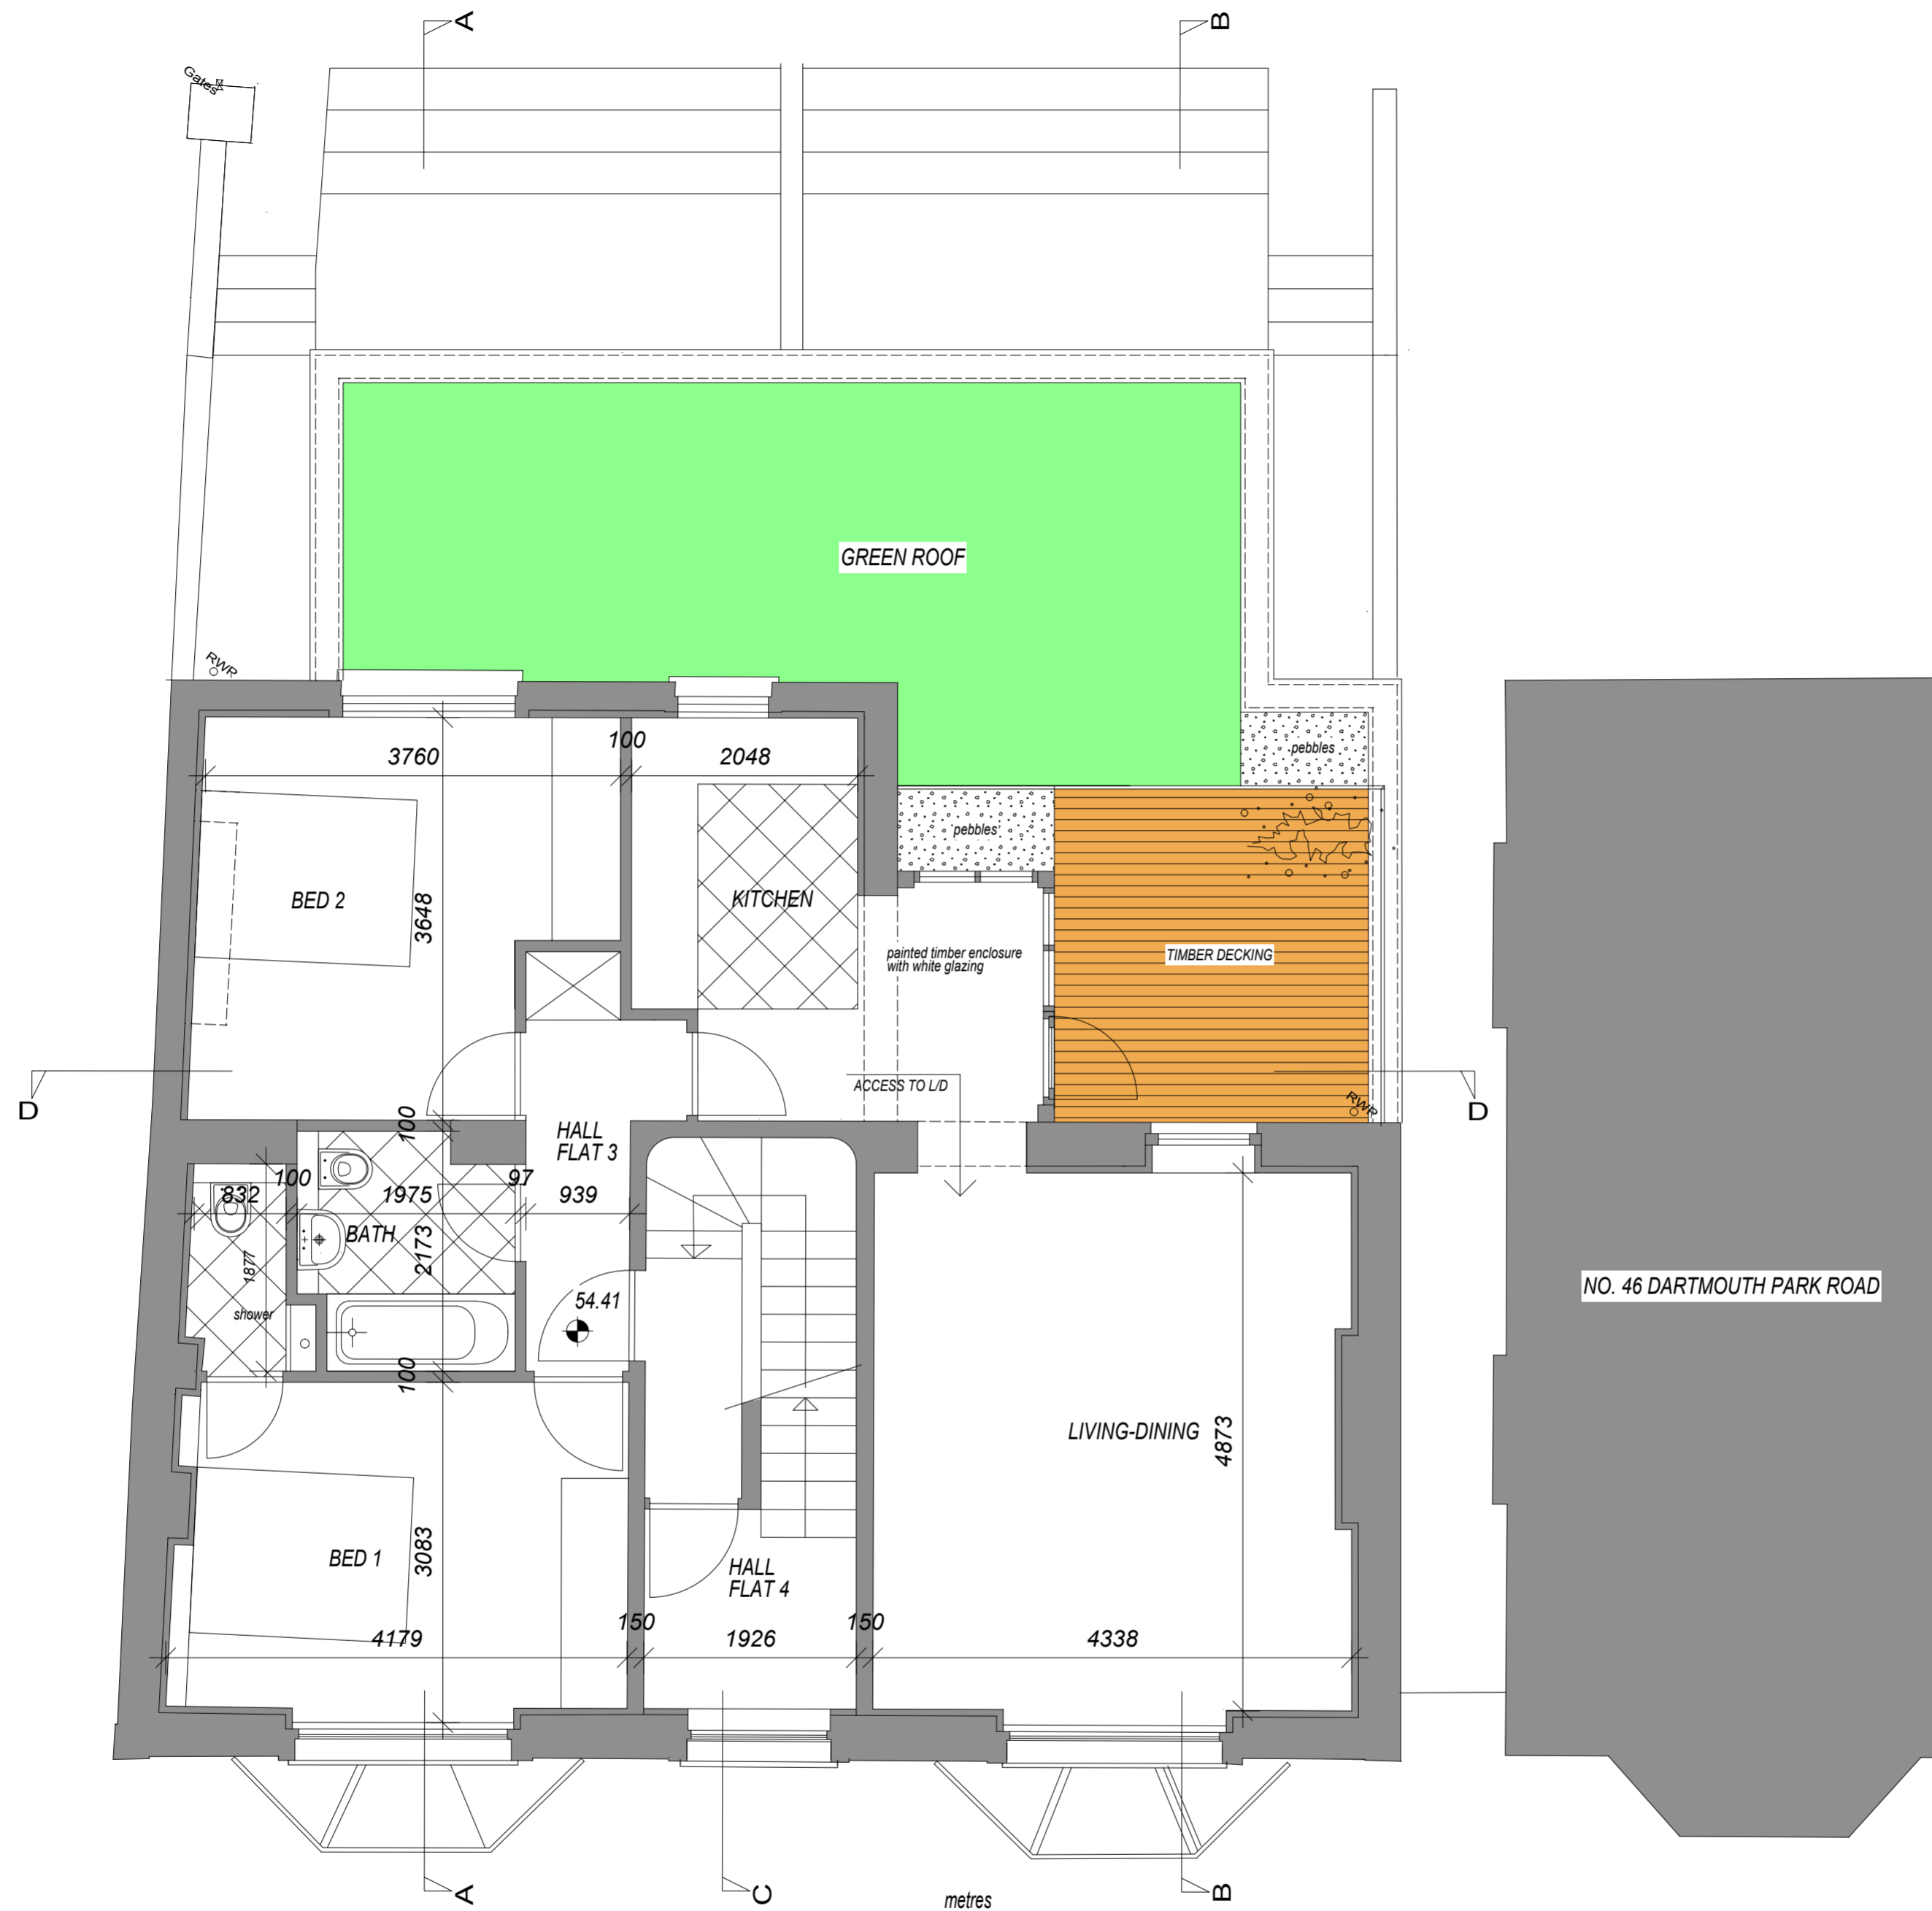 A
B
Gates
GREEN ROOF
RWR
pebbles
100
3760
2048
pebbles
BED 2
3648
KITCHEN
painted timber enclosure
with white glazing
TIMBER DECKING
ACCESS TO L/D
D
D
RWR
100
HALL
FLAT 3
100
97
832
1975
939
BATH
2173
1877
shower
54.41
NO. 46 DARTMOUTH PARK ROAD
100
LIVING-DINING
4873
BED 1
3083
HALL
FLAT 4
150
150
4179
1926
4338
A
C
B
metres